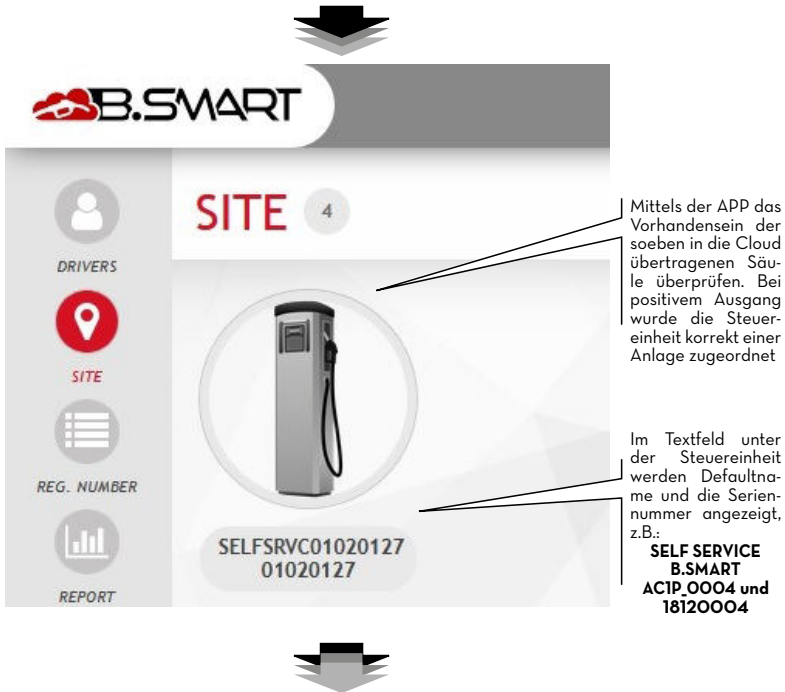 B.SMART
SITE 4
DRIVERS
SITE
REG. NUMBER
REPORT
SELFSRVC01020127
01020127
Mittels der APP das
Vorhandensein der
soeben in die Cloud
übertragenen Säu-
le überprüfen. Bei
positivem Ausgang
wurde die Steuer-
einheit korrekt einer
Anlage zugeordnet
Im Textfeld unter
der Steuereinheit
werden Defaultna-
me und die Serien-
nummer angezeigt,
z.B.:
SELF SERVICE
B.SMART
AC1P_0004 und
18120004